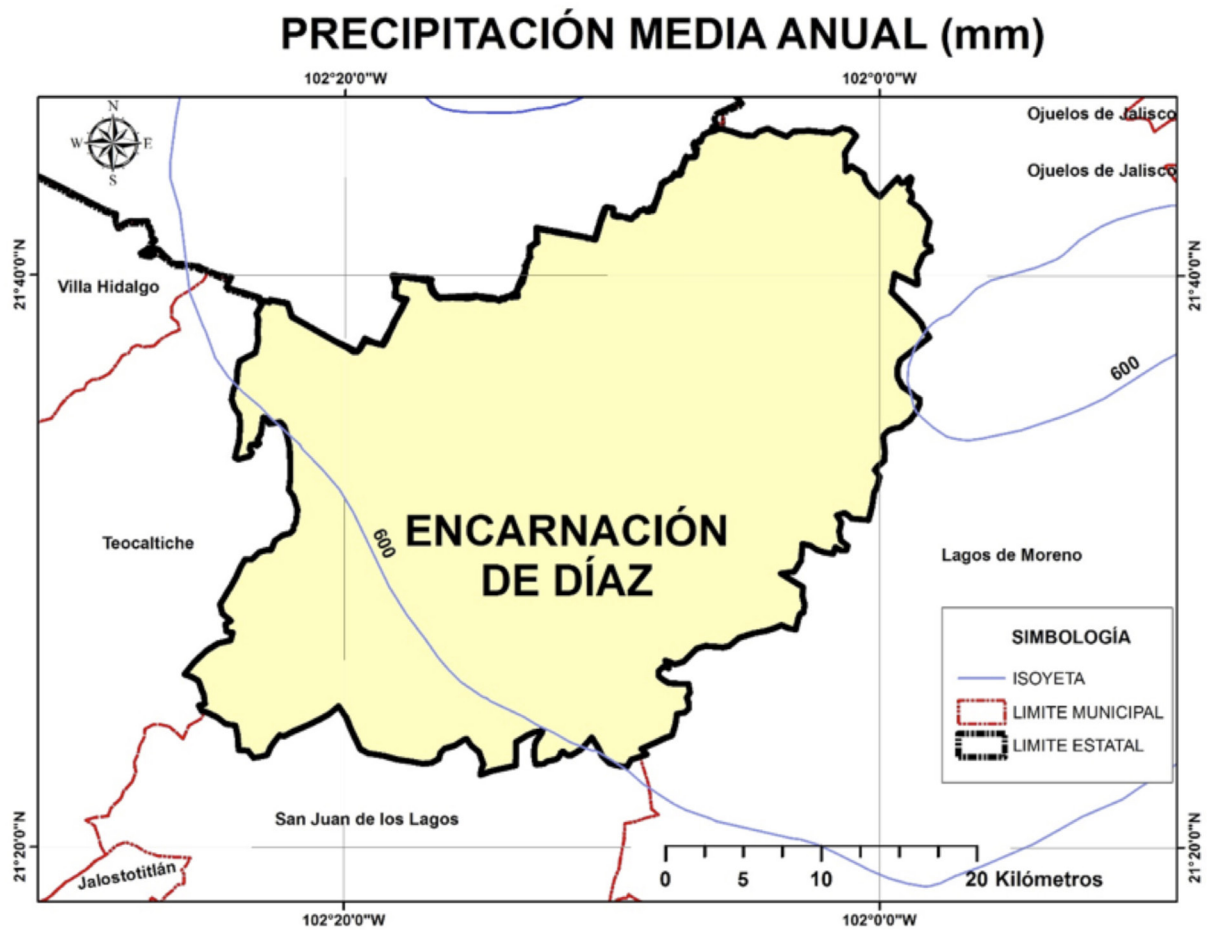 PRECIPITACIÓN MEDIA ANUAL (mm)
102°20'0"W
102°0'0"W
N
W
E
S
Ojuelos de Jalisco
Ojuelos de Jalisco
21°40'0"N
21°40'0"N
Villa Hidalgo
600
600
ENCARNACIÓN
DE DÍAZ
Teocaltiche
Lagos de Moreno
SIMBOLOGÍA
ISOYETA
LIMITE MUNICIPAL
LIMITE ESTATAL
San Juan de los Lagos
21°20'0"N
21°20'0"N
Jalostotitlán
0 5 10 20 Kilómetros
102°20'0"W
102°0'0"W